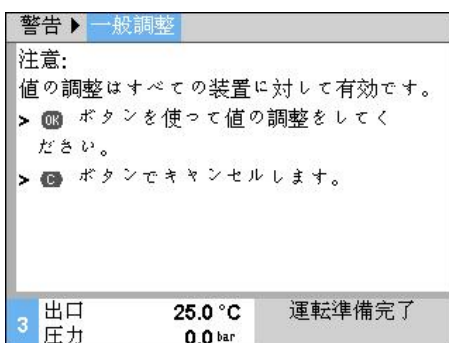 警告 ▶ 一般調整
注意:
値の調整はすべての装置に対して有効です。
> OK ボタンを使って値の調整をしてく
ださい。
> C ボタンでキャンセルします。
3 出口 25.0 °C 運転準備完了
圧力 0.0 bar